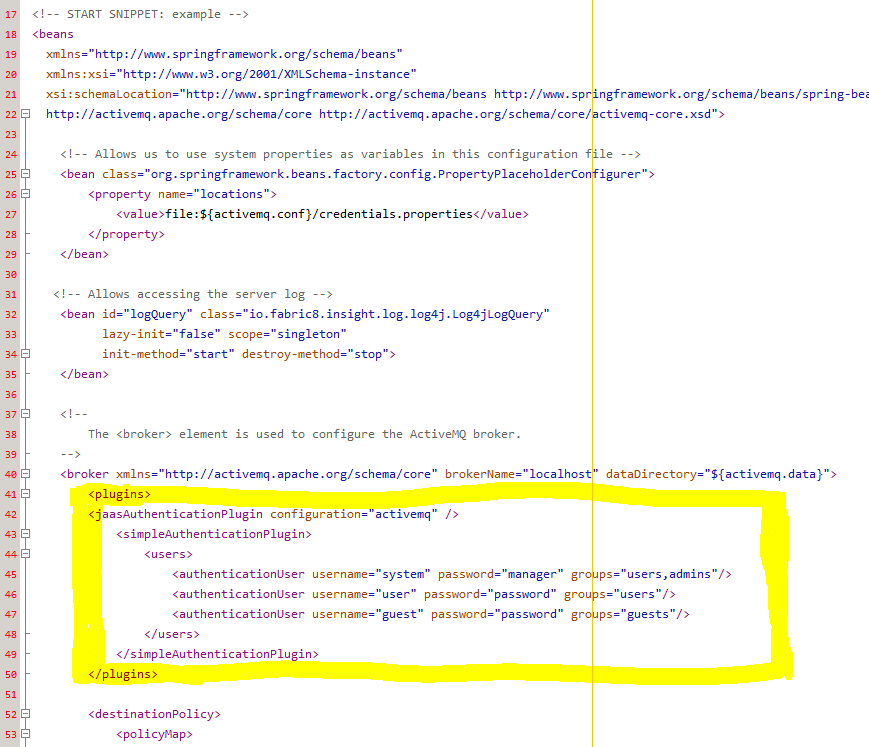 17 <!-- START SNIPPET: example -->
18 <beans
19 xmlns="http://www.springframework.org/schema/beans"
20 xmlns:xsi="http://www.w3.org/2001/XMLSchema-instance"
21 xsi:schemaLocation="http://www.springframework.org/schema/beans http://www.springframework.org/schema/beans/spring-bea
22 http://activemq.apache.org/schema/core http://activemq.apache.org/schema/core/activemq-core.xsd">
23
24 <!-- Allows us to use system properties as variables in this configuration file -->
25 <bean class="org.springframework.beans.factory.config.PropertyPlaceholderConfigurer">
26 <property name="locations">
27 <value>file:${activemq.conf}/credentials.properties</value>
28 </property>
29 </bean>
30
31 <!-- Allows accessing the server log -->
32 <bean id="logQuery" class="io.fabric8.insight.log.log4j.Log4jLogQuery"
33 lazy-init="false" scope="singleton"
34 init-method="start" destroy-method="stop">
35 </bean>
36
37 <!--
38 The <broker> element is used to configure the ActiveMQ broker.
39 -->
40 <broker xmlns="http://activemq.apache.org/schema/core" brokerName="localhost" dataDirectory="${activemq.data}">
41 <plugins>
42 <jaasAuthenticationPlugin configuration="activemq" />
43 <simpleAuthenticationPlugin>
44 <users>
45 <authenticationUser username="system" password="manager" groups="users,admins"/>
46 <authenticationUser username="user" password="password" groups="users"/>
47 <authenticationUser username="guest" password="password" groups="guests"/>
48 </users>
49 </simpleAuthenticationPlugin>
50 </plugins>
51
52 <destinationPolicy>
53 <policyMap>